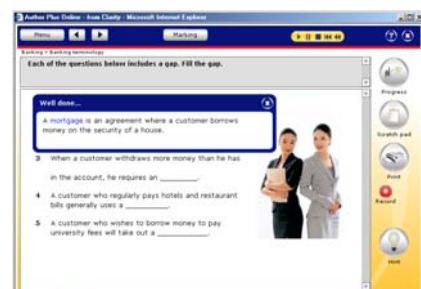 Author Plus Online - from Clarity - Microsoft Internet Explorer
Menu
Marking
Banking > Banking terminology
Each of the questions below includes a gap. Fill the gap.
Well done...
A mortgage is an agreement where a customer borrows
money on the security of a house.
3 When a customer withdraws more money than he has
in the account, he requires an ________.
4 A customer who regularly pays hotels and restaurant
bills generally uses a ________.
5 A customer who wishes to borrow money to pay
university fees will take out a ________.
Progress
Scratch pad
Print
Record
Hint